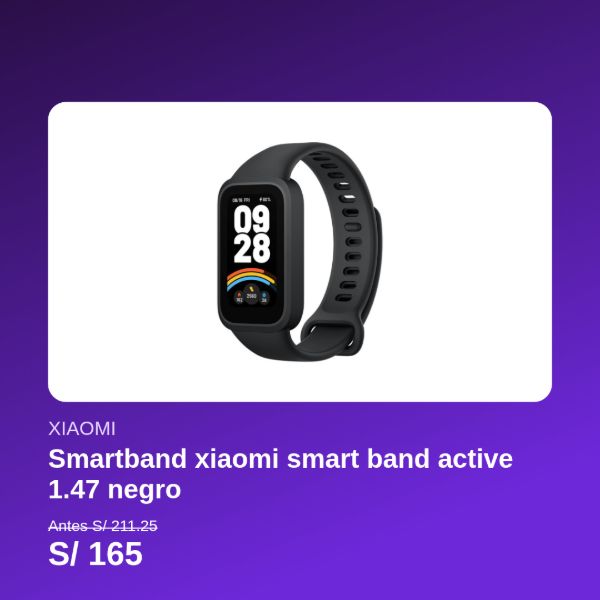 09
28
XIAOMI
Smartband xiaomi smart band active
1.47 negro
Antes S/ 211.25
S/ 165